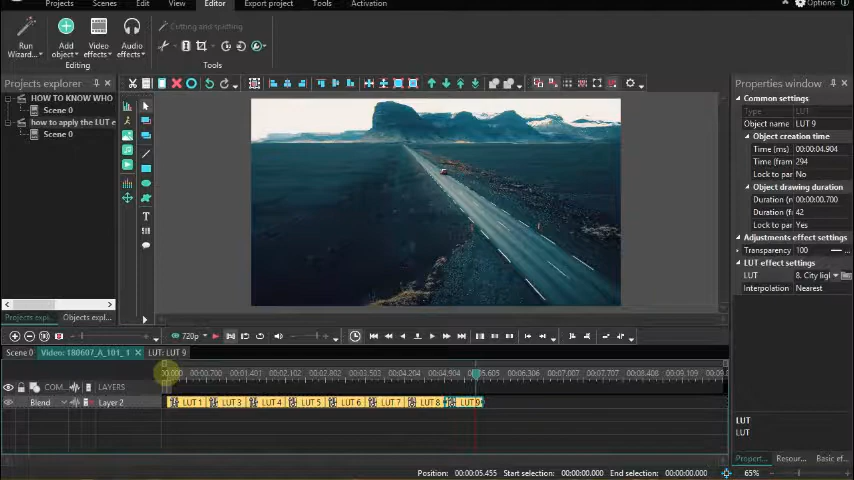 Projects Scenes Edit View Editor Export project Tools Activation Options
Run Wizard...
Add object
Video effects
Audio effects
Editing
Cutting and splitting
Tools
Projects explorer
HOW TO KNOW WHO
Scene 0
how to apply the LUT e
Scene 0
Projects expl...
Objects expl...
Properties window
Common settings
Type LUT
Object name LUT 9
Object creation time
Time (ms) 00:00:04.904
Time (fram 294
Lock to par No
Object drawing duration
Duration (n 00:00:00.700
Duration (f 42
Lock to par Yes
Adjustments effect settings
Transparency 100
LUT effect settings
LUT 8. City ligl
Interpolation Nearest
LUT
LUT
Propert... Resour... Basic ef...
720p
Scene 0 Video: 180607_A_101_1 LUT: LUT 9
00.000 00:00.700 00:01.401 00:02.102 00:02.802 00:03.503 00:04.204 00:04.904 00:05.605 00:06.306 00:07.007 00:07.707 00:08.408 00:09.109
COM... LAYERS
Blend Layer 2 LUT 1 LUT 3 LUT 4 LUT 5 LUT 6 LUT 7 LUT 8 LUT 9
Position: 00:00:05.455 Start selection: 00:00:00.000 End selection: 00:00:00.000 65%